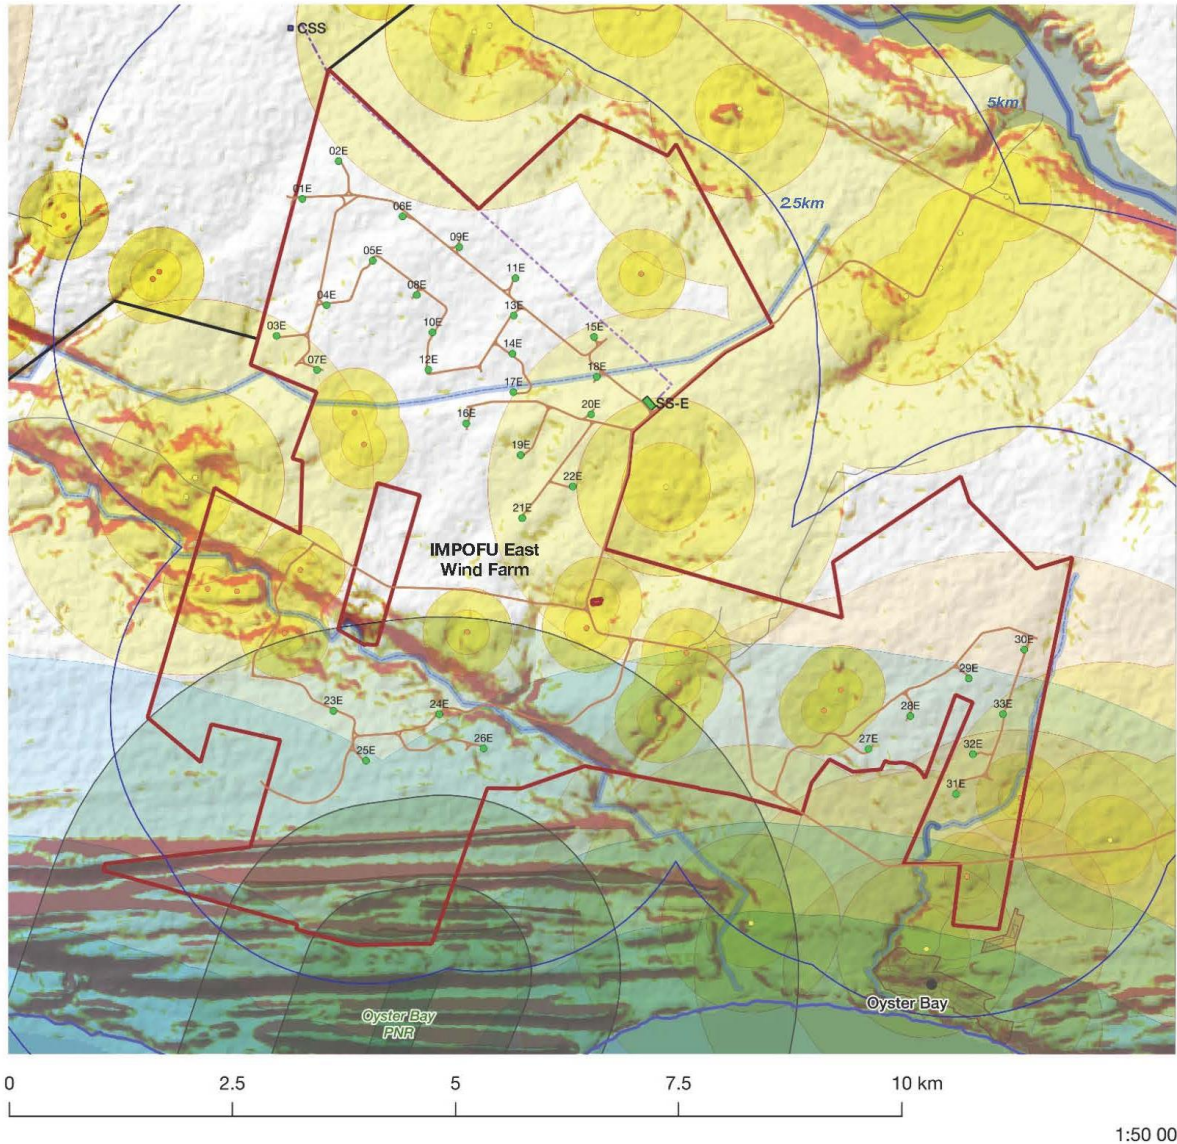 CSS
5km
02E
01E
2.5km
06E
09E
05E
11E
08E
04E
13E
03E
10E
15E
14E
07E
12E
18E
17E
SS-E
20E
16E
19E
22E
21E
IMPOFU East
Wind Farm
30E
29E
23E
24E
28E
33E
26E
27E
25E
32E
31E
Oyster Bay
Oyster Bay
PNR
0 2.5 5 7.5 10 km
1:50 00